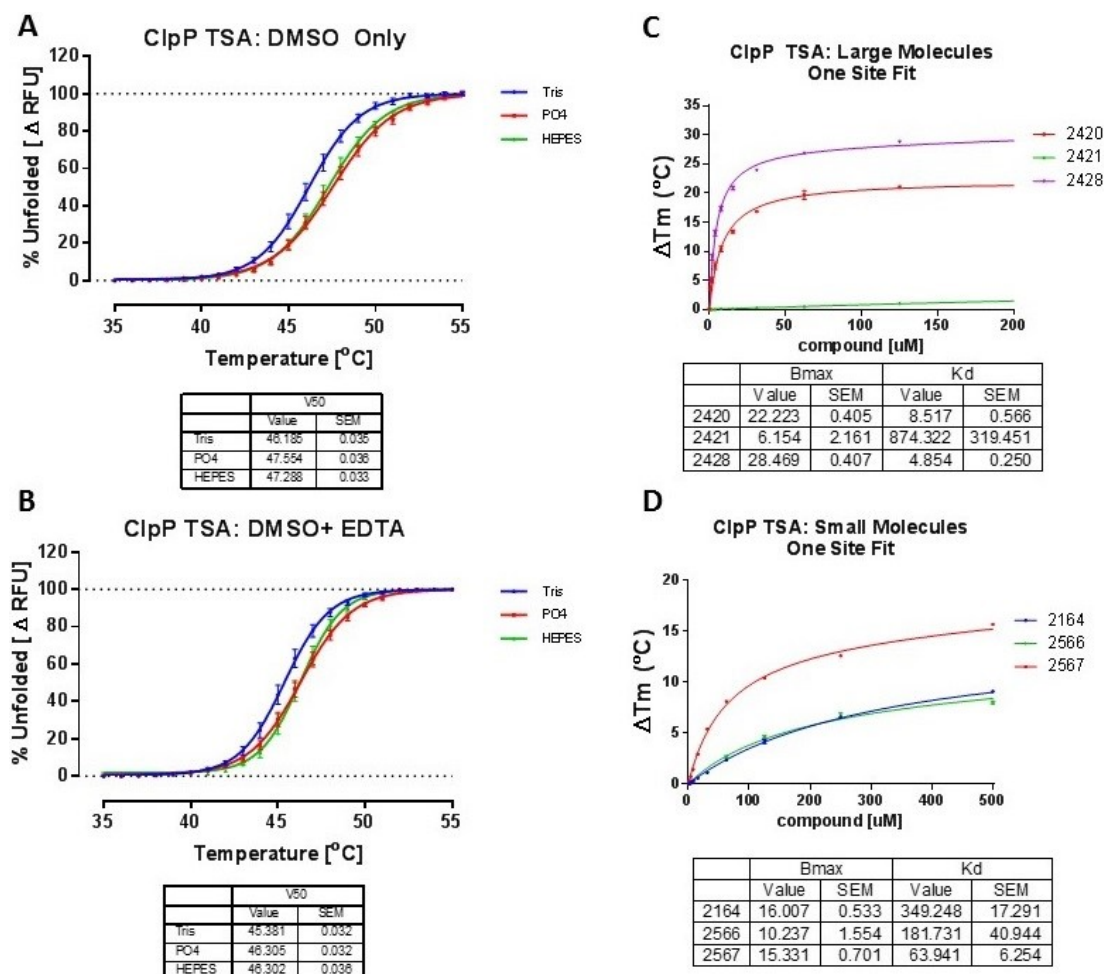 A
ClpP TSA: DMSO Only
120
100
80
60
40
20
0
% Unfolded [ Δ RFU]
35 40 45 50 55
Temperature [°C]
Tris
PO4
HEPES
V50
Value SEM
Tris 46.185 0.035
PO4 47.554 0.036
HEPES 47.288 0.033
B
ClpP TSA: DMSO+ EDTA
120
100
80
60
40
20
0
% Unfolded [ Δ RFU]
35 40 45 50 55
Temperature [°C]
Tris
PO4
HEPES
V50
Value SEM
Tris 45.381 0.032
PO4 46.305 0.032
HEPES 46.302 0.036
C
ClpP TSA: Large Molecules
One Site Fit
35
30
25
20
15
10
5
0
ΔTm (°C)
0 50 100 150 200
compound [uM]
2420
2421
2428
Bmax Kd
Value SEM Value SEM
2420 22.223 0.405 8.517 0.566
2421 6.154 2.161 874.322 319.451
2428 28.469 0.407 4.854 0.250
D
ClpP TSA: Small Molecules
One Site Fit
20
15
10
5
0
ΔTm (°C)
0 100 200 300 400 500
compound [uM]
2164
2566
2567
Bmax Kd
Value SEM Value SEM
2164 16.007 0.533 349.248 17.291
2566 10.237 1.554 181.731 40.944
2567 15.331 0.701 63.941 6.254